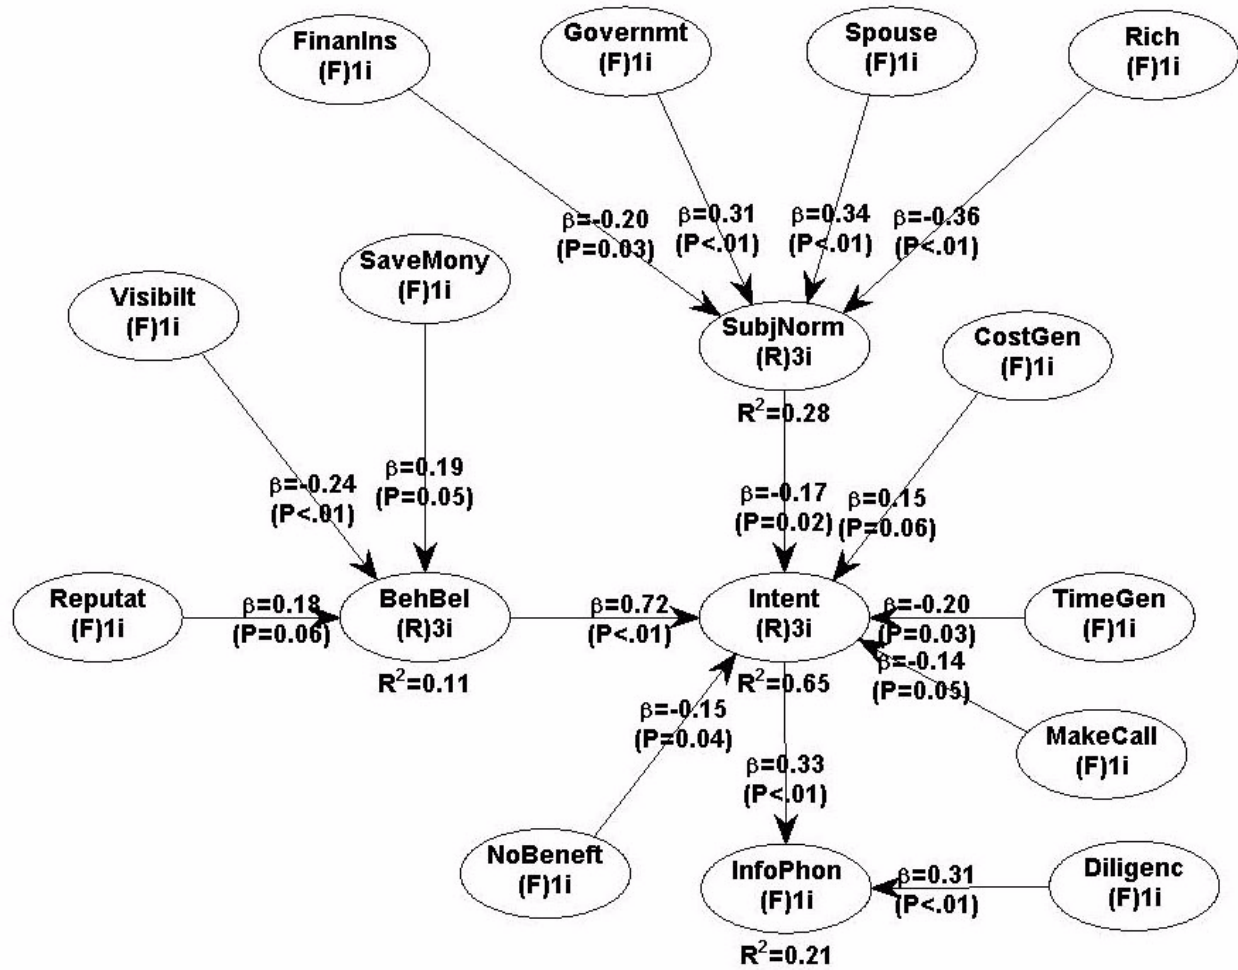 FinanIns
(F)1i
Governmt
(F)1i
Spouse
(F)1i
Rich
(F)1i
β=-0.20
(P=0.03)
β=0.31
(P<.01)
β=0.34
(P<.01)
β=-0.36
(P<.01)
SaveMony
(F)1i
Visibilt
(F)1i
SubjNorm
(R)3i
R²=0.28
CostGen
(F)1i
β=-0.24
(P<.01)
β=0.19
(P=0.05)
β=-0.17
(P=0.02)
β=0.15
(P=0.06)
Reputat
(F)1i
β=0.18
(P=0.06)
BehBel
(R)3i
R²=0.11
β=0.72
(P<.01)
Intent
(R)3i
R²=0.65
β=-0.20
(P=0.03)
TimeGen
(F)1i
β=-0.14
(P=0.05)
MakeCall
(F)1i
β=-0.15
(P=0.04)
β=0.33
(P<.01)
NoBeneft
(F)1i
InfoPhon
(F)1i
R²=0.21
β=0.31
(P<.01)
Diligenc
(F)1i